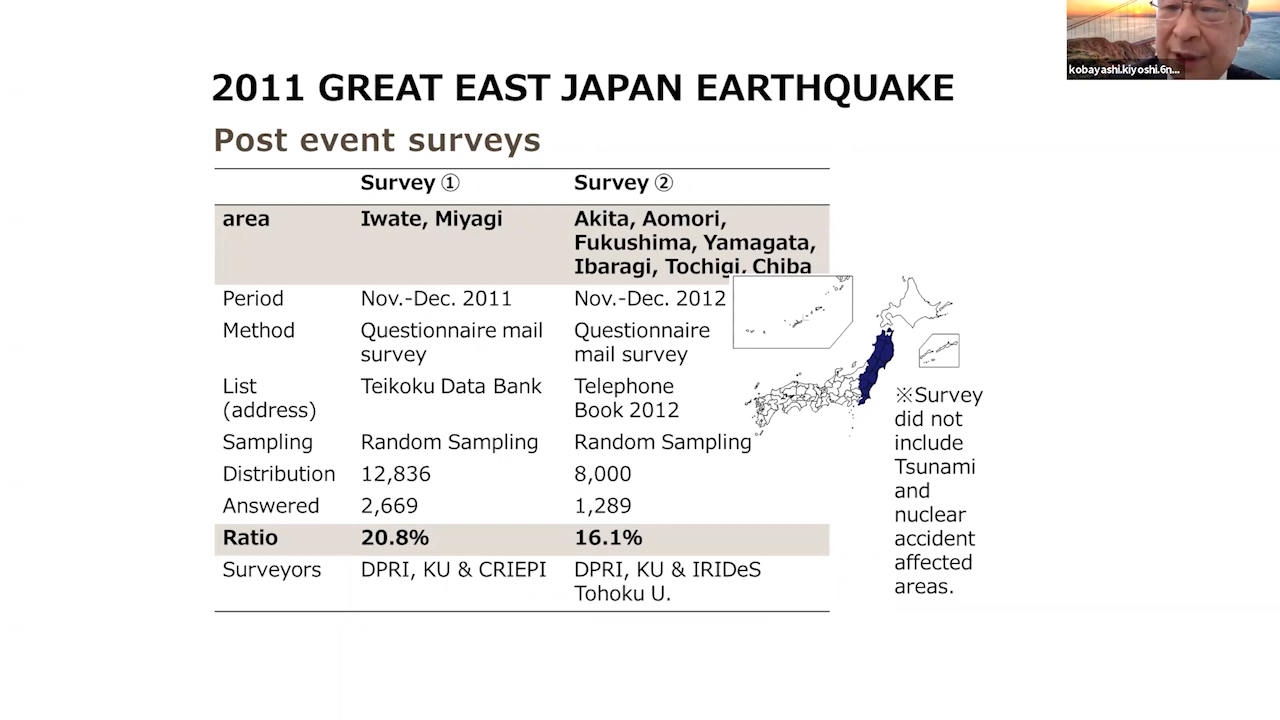 kobayashi.kiyoshi.6n...
2011 GREAT EAST JAPAN EARTHQUAKE
Post event surveys
Survey ① Survey ②
area Iwate, Miyagi Akita, Aomori,
Fukushima, Yamagata,
Ibaragi, Tochigi, Chiba
Period Nov.-Dec. 2011 Nov.-Dec. 2012
Method Questionnaire mail Questionnaire
survey mail survey
List Teikoku Data Bank Telephone
(address) Book 2012
Sampling Random Sampling Random Sampling
Distribution 12,836 8,000
Answered 2,669 1,289
Ratio 20.8% 16.1%
Surveyors DPRI, KU & CRIEPI DPRI, KU & IRIDeS
Tohoku U.
※Survey
did not
include
Tsunami
and
nuclear
accident
affected
areas.